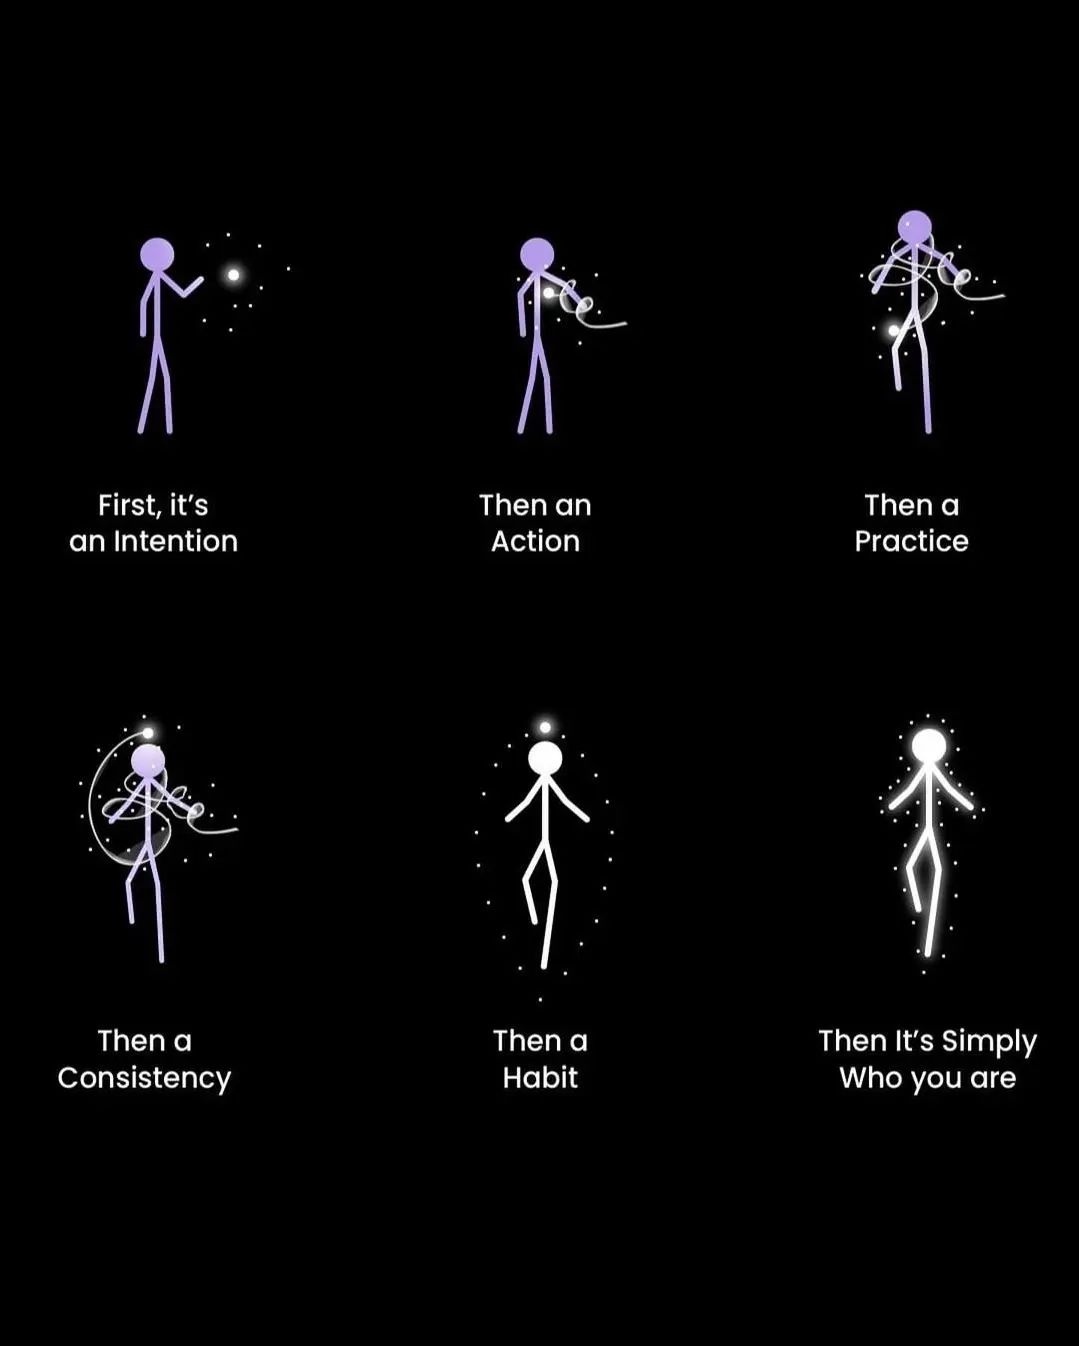 First, it’s
an Intention
Then an
Action
Then a
Practice
Then a
Consistency
Then a
Habit
Then It’s Simply
Who you are